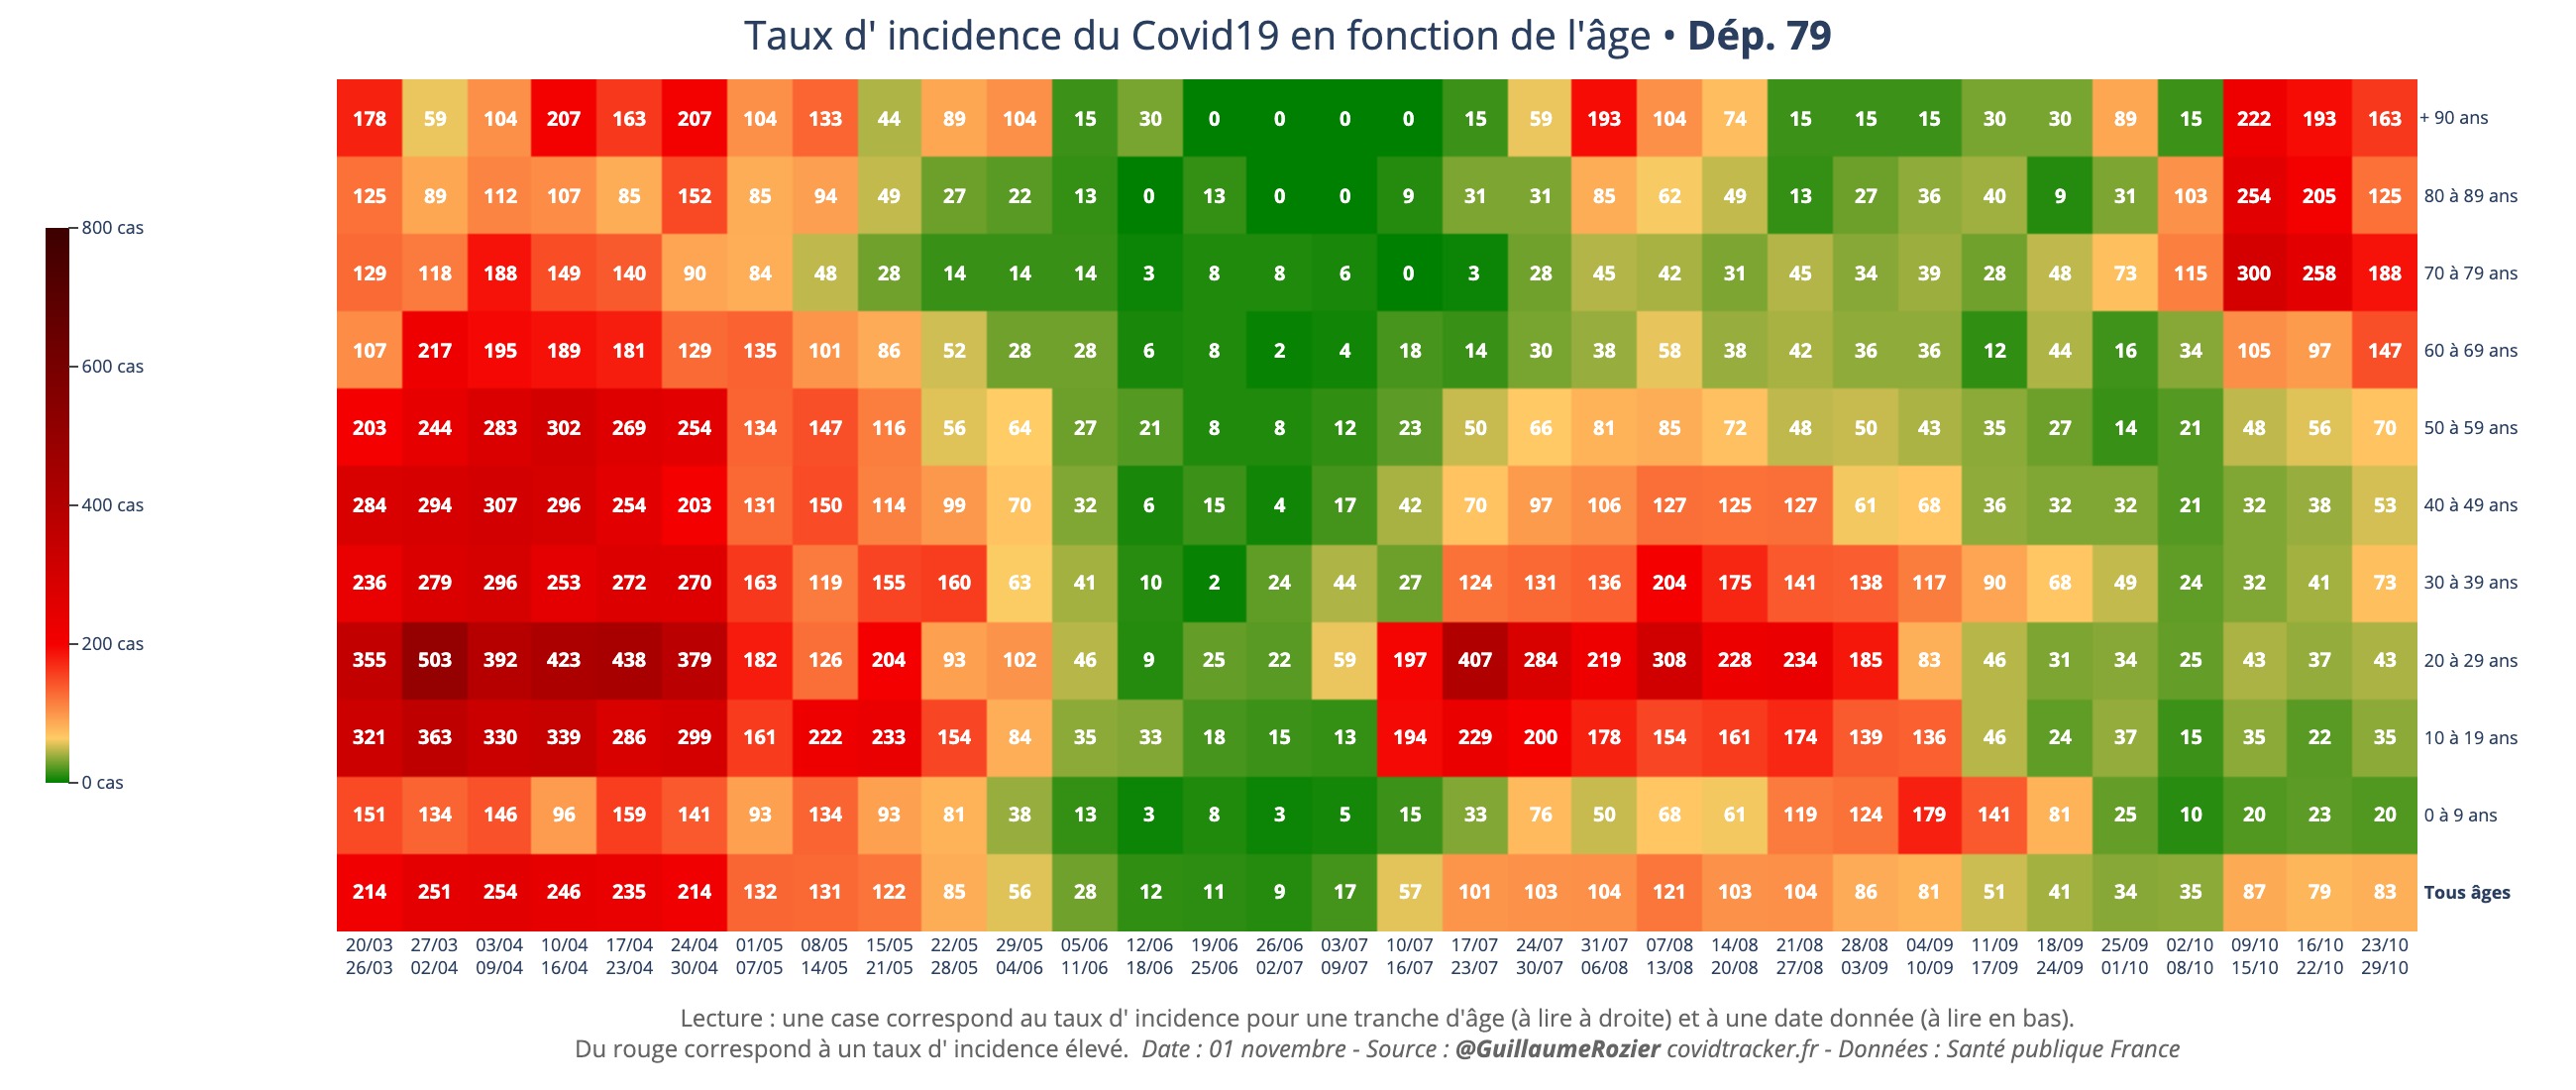 Taux d' incidence du Covid19 en fonction de l'âge • Dép. 79
800 cas
600 cas
400 cas
200 cas
0 cas
178 59 104 207 163 207 104 133 44 89 104 15 30 0 0 0 0 15 59 193 104 74 15 15 15 30 30 89 15 222 193 163 + 90 ans
125 89 112 107 85 152 85 94 49 27 22 13 0 13 0 0 9 31 31 85 62 49 13 27 36 40 9 31 103 254 205 125 80 à 89 ans
129 118 188 149 140 90 84 48 28 14 14 14 3 8 8 6 0 3 28 45 42 31 45 34 39 28 48 73 115 300 258 188 70 à 79 ans
107 217 195 189 181 129 135 101 86 52 28 28 6 8 2 4 18 14 30 38 58 38 42 36 36 12 44 16 34 105 97 147 60 à 69 ans
203 244 283 302 269 254 134 147 116 56 64 27 21 8 8 12 23 50 66 81 85 72 48 50 43 35 27 14 21 48 56 70 50 à 59 ans
284 294 307 296 254 203 131 150 114 99 70 32 6 15 4 17 42 70 97 106 127 125 127 61 68 36 32 32 21 32 38 53 40 à 49 ans
236 279 296 253 272 270 163 119 155 160 63 41 10 2 24 44 27 124 131 136 204 175 141 138 117 90 68 49 24 32 41 73 30 à 39 ans
355 503 392 423 438 379 182 126 204 93 102 46 9 25 22 59 197 407 284 219 308 228 234 185 83 46 31 34 25 43 37 43 20 à 29 ans
321 363 330 339 286 299 161 222 233 154 84 35 33 18 15 13 194 229 200 178 154 161 174 139 136 46 24 37 15 35 22 35 10 à 19 ans
151 134 146 96 159 141 93 134 93 81 38 13 3 8 3 5 15 33 76 50 68 61 119 124 179 141 81 25 10 20 23 20 0 à 9 ans
214 251 254 246 235 214 132 131 122 85 56 28 12 11 9 17 57 101 103 104 121 103 104 86 81 51 41 34 35 87 79 83 Tous âges
20/03 27/03 03/04 10/04 17/04 24/04 01/05 08/05 15/05 22/05 29/05 05/06 12/06 19/06 26/06 03/07 10/07 17/07 24/07 31/07 07/08 14/08 21/08 28/08 04/09 11/09 18/09 25/09 02/10 09/10 16/10 23/10
26/03 02/04 09/04 16/04 23/04 30/04 07/05 14/05 21/05 28/05 04/06 11/06 18/06 25/06 02/07 09/07 16/07 23/07 30/07 06/08 13/08 20/08 27/08 03/09 10/09 17/09 24/09 01/10 08/10 15/10 22/10 29/10
Lecture : une case correspond au taux d' incidence pour une tranche d'âge (à lire à droite) et à une date donnée (à lire en bas).
Du rouge correspond à un taux d' incidence élevé. Date : 01 novembre - Source : @GuillaumeRozier covidtracker.fr - Données : Santé publique France